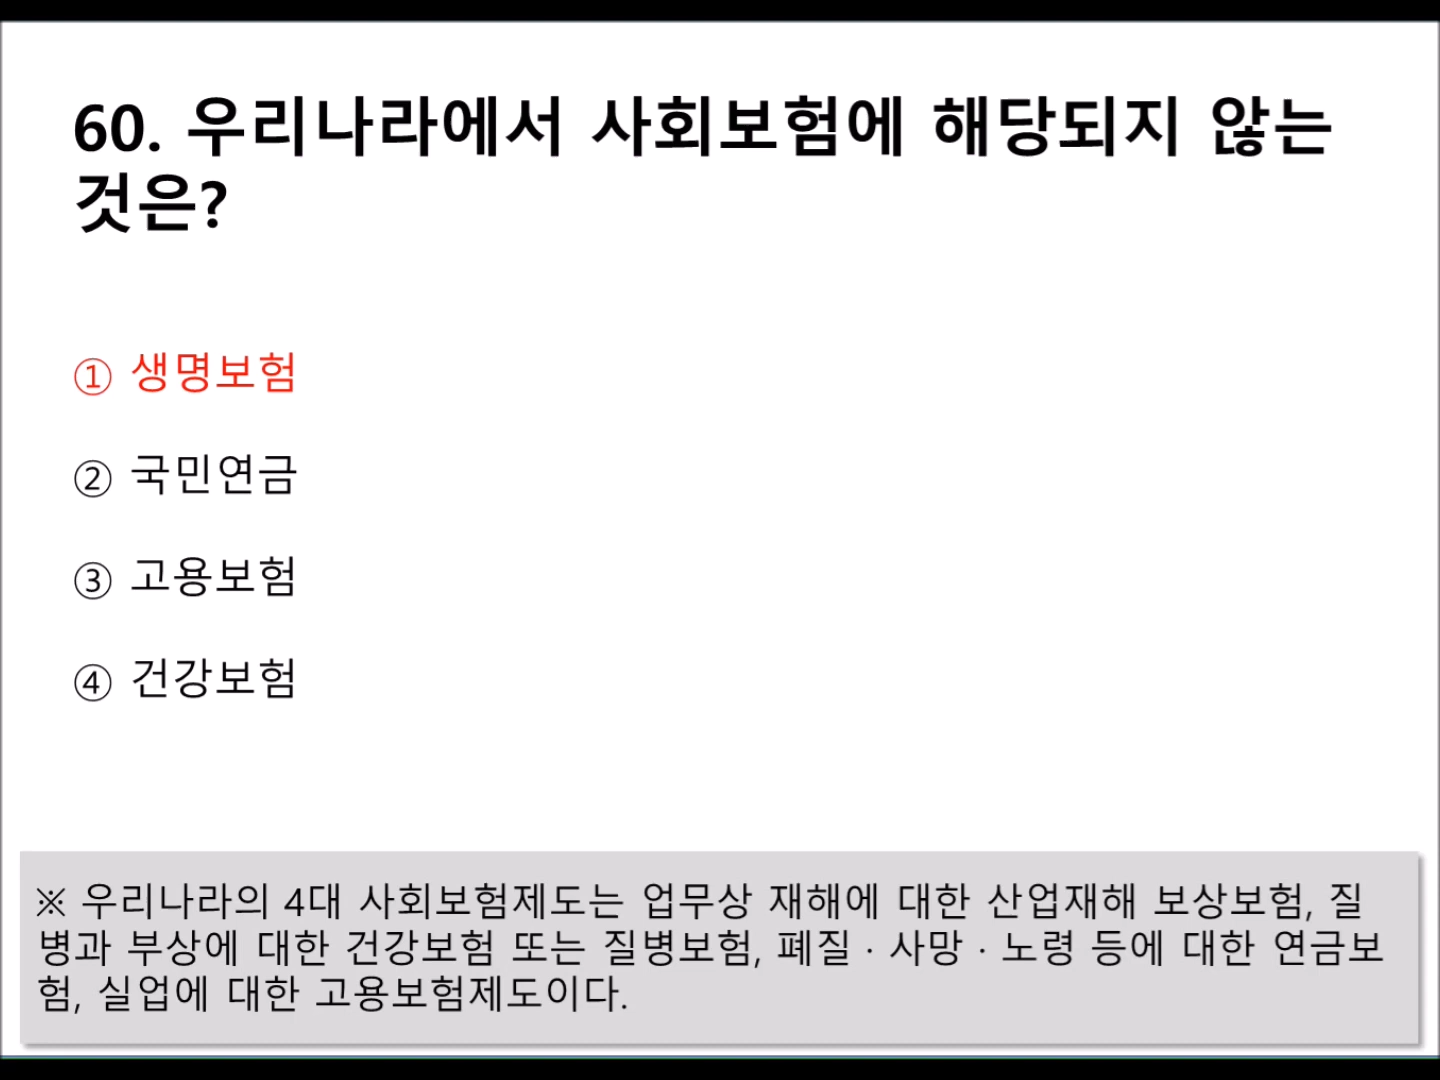 60. 우리나라에서 사회보험에 해당되지 않는
것은?
① 생명보험
② 국민연금
③ 고용보험
④ 건강보험
※ 우리나라의 4대 사회보험제도는 업무상 재해에 대한 산업재해 보상보험, 질
병과 부상에 대한 건강보험 또는 질병보험, 폐질 · 사망 · 노령 등에 대한 연금보
험, 실업에 대한 고용보험제도이다.